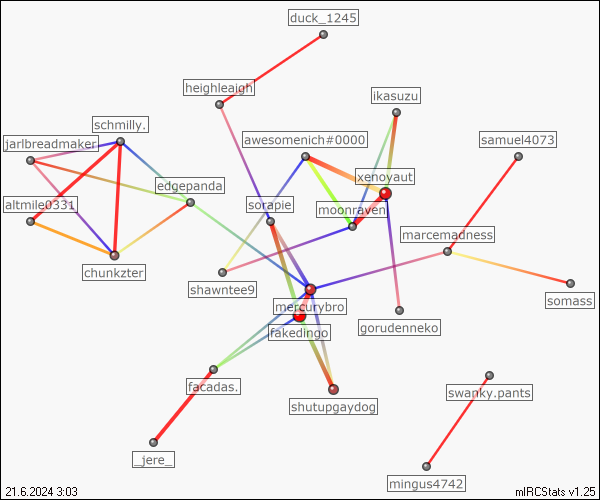 duck_1245
heighleaigh
ikasuzu
schmilly.
awesomenich#0000
samuel4073
jarlbreadmaker
xenoyaut
edgepanda
altmile0331
sorapie
moonraven
marcemadness
chunkzter
shawntee9
somass
mercurybro
gorudenneko
fakedingo
facadas.
swanky.pants
shutupgaydog
_jere_
mingus4742
21.6.2024 3:03
mIRCStats v1.25